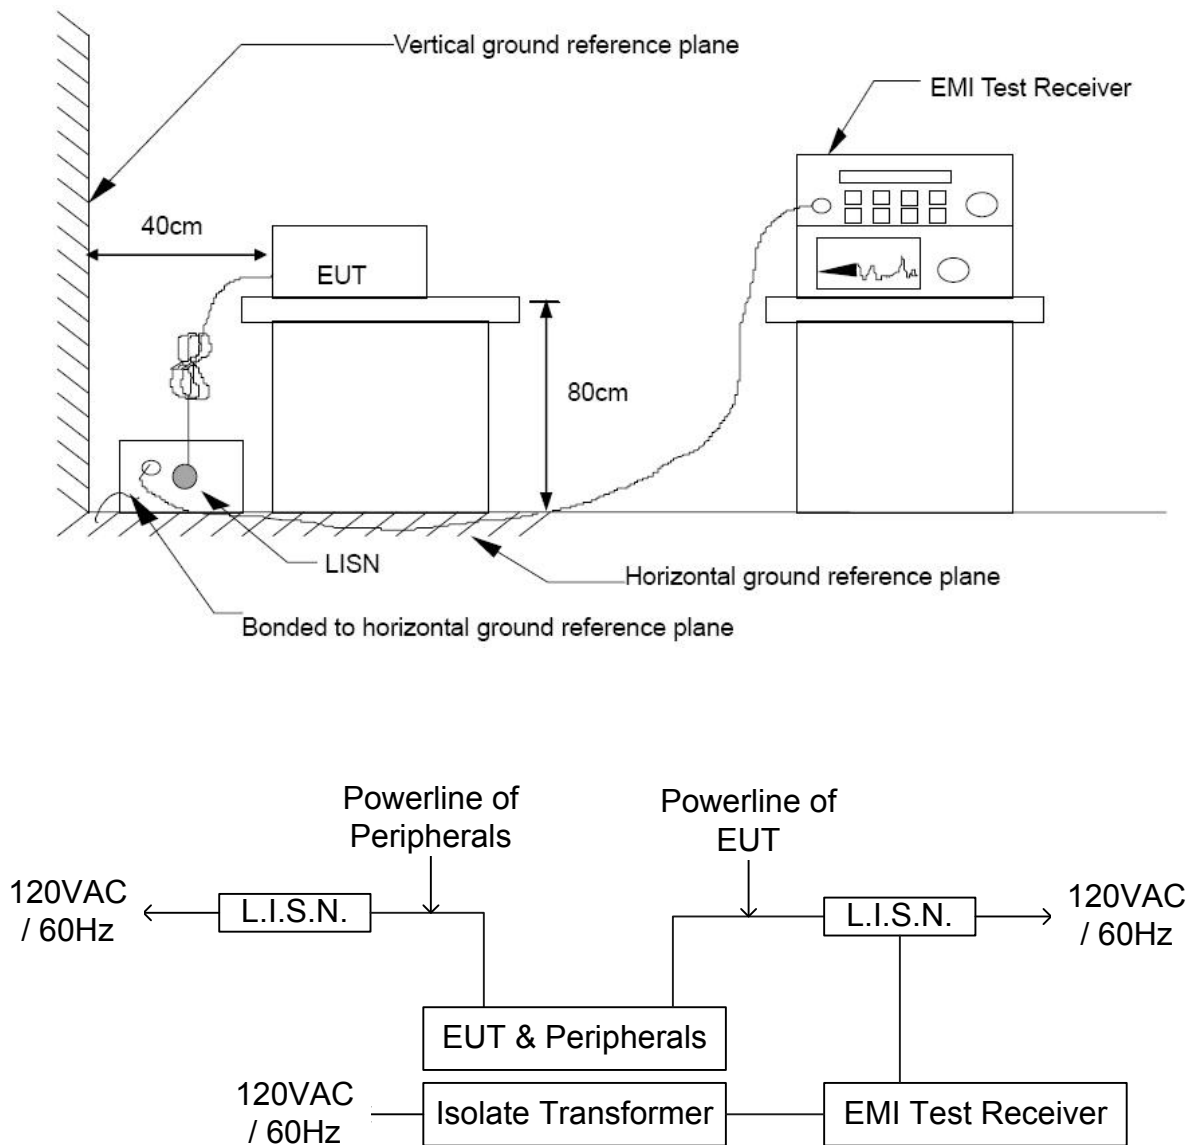 Vertical ground reference plane
EMI Test Receiver
40cm
EUT
80cm
LISN
Horizontal ground reference plane
Bonded to horizontal ground reference plane
Powerline of
Peripherals
Powerline of
EUT
120VAC
/ 60Hz
L.I.S.N.
L.I.S.N.
120VAC
/ 60Hz
EUT & Peripherals
120VAC
/ 60Hz
Isolate Transformer
EMI Test Receiver